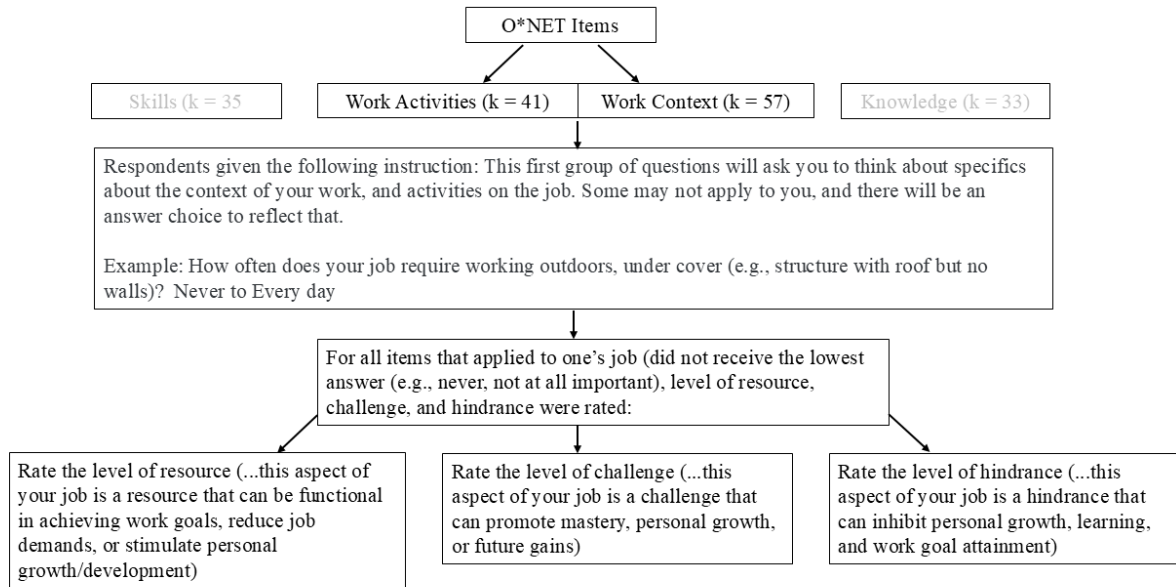 O*NET Items
Skills (k = 35
Work Activities (k = 41)
Work Context (k = 57)
Knowledge (k = 33)
Respondents given the following instruction: This first group of questions will ask you to think about specifics
about the context of your work, and activities on the job. Some may not apply to you, and there will be an
answer choice to reflect that.
Example: How often does your job require working outdoors, under cover (e.g., structure with roof but no
walls)?  Never to Every day
For all items that applied to one’s job (did not receive the lowest
answer (e.g., never, not at all important), level of resource,
challenge, and hindrance were rated:
Rate the level of resource (...this aspect of
your job is a resource that can be functional
in achieving work goals, reduce job
demands, or stimulate personal
growth/development)
Rate the level of challenge (...this
aspect of your job is a challenge that
can promote mastery, personal growth,
or future gains)
Rate the level of hindrance (...this
aspect of your job is a hindrance that
can inhibit personal growth, learning,
and work goal attainment)